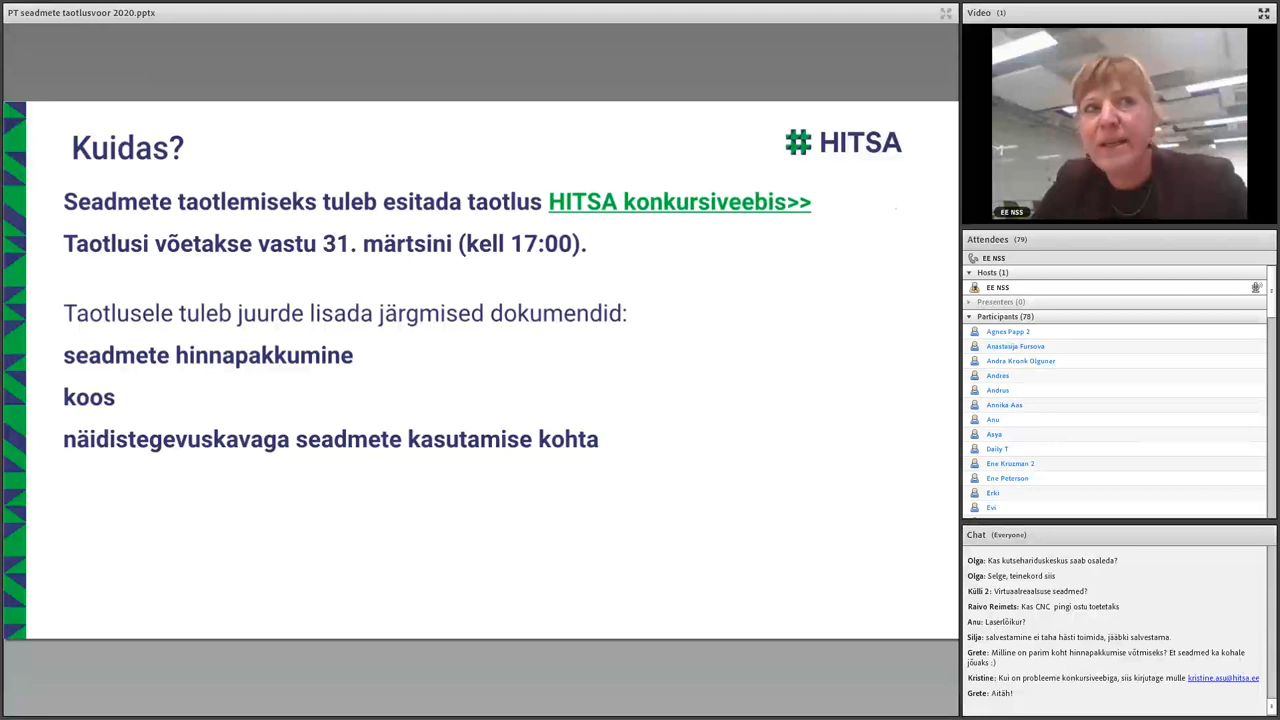 PT seadmete taotlusvoor 2020.pptx
Kuidas?
# HITSA
Seadmete taotlemiseks tuleb esitada taotlus HITSA konkursiveebis>>
Taotlusi võetakse vastu 31. märtsini (kell 17:00).
Taotlusele tuleb juurde lisada järgmised dokumendid:
seadmete hinnapakkumine
koos
näidistegevuskavaga seadmete kasutamise kohta
Video (1)
EE NSS
Attendees (79)
EE NSS
Hosts (1)
EE NSS
Presenters (0)
Participants (78)
Agnes Papp 2
Anastasija Fursova
Andra Kronk Olguner
Andres
Andrus
Annika Aas
Anu
Asya
Daily T
Ene Kruzman 2
Ene Peterson
Erki
Evi
Chat (Everyone)
Olga: Kas kutsehariduskeskus saab osaleda?
Olga: Selge, teinekord siis
Külli 2: Virtuaalreaalsuse seadmed?
Raivo Reimets: Kas CNC pingi ostu toetetaks
Anu: Laserlõikur?
Silja: salvestamine ei taha hästi toimida, jääbki salvestama.
Grete: Milline on parim koht hinnapakkumise võtmiseks? Et seadmed ka kohale
jõuaks :)
Kristine: Kui on probleeme konkursiveebiga, siis kirjutage mulle kristine.asu@hitsa.ee
Grete: Aitäh!